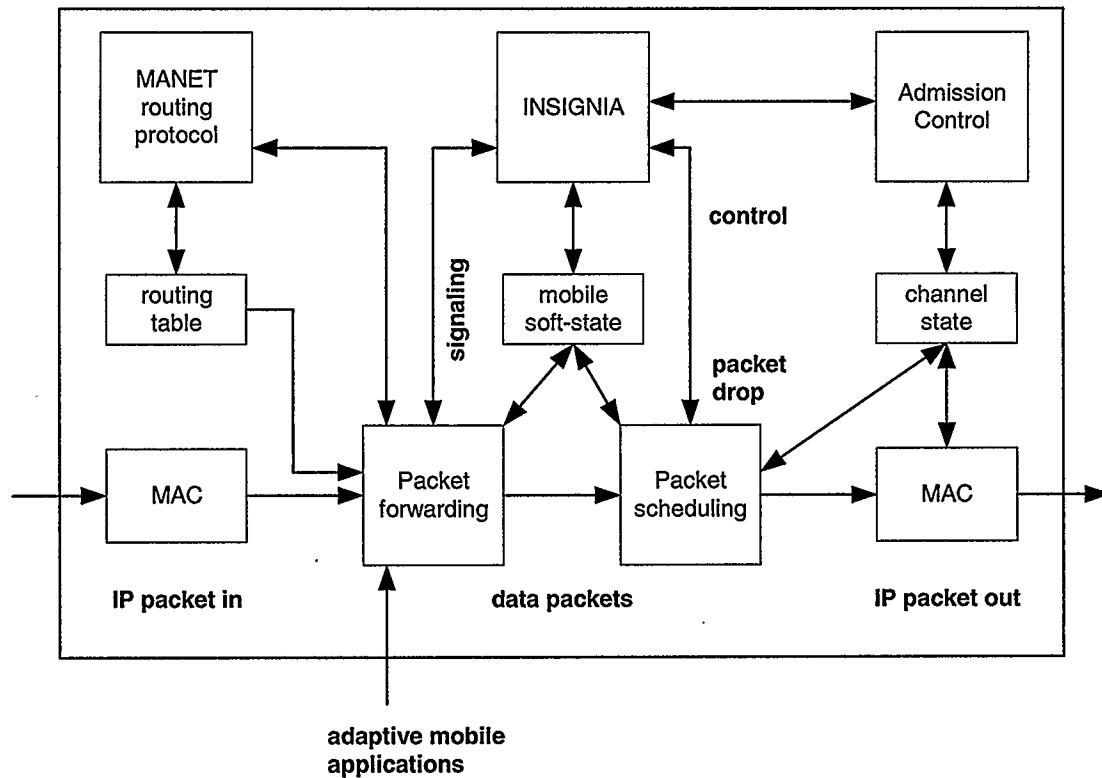 MANET
routing
protocol
INSIGNIA
Admission
Control
control
signaling
routing
table
mobile
soft-state
channel
state
packet
drop
MAC
Packet
forwarding
Packet
scheduling
MAC
IP packet in
data packets
IP packet out
adaptive mobile
applications